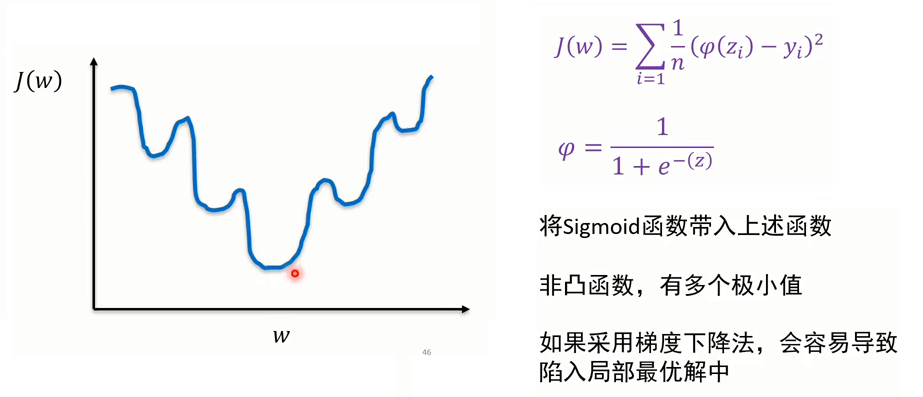 J(w)
w
46
J(w) = \sum_{i=1} \frac{1}{n} (φ(z_i) − y_i)^2
φ = \frac{1}{1 + e^{−(z)}}
将Sigmoid函数带入上述函数
非凸函数，有多个极小值
如果采用梯度下降法，会容易导致
陷入局部最优解中